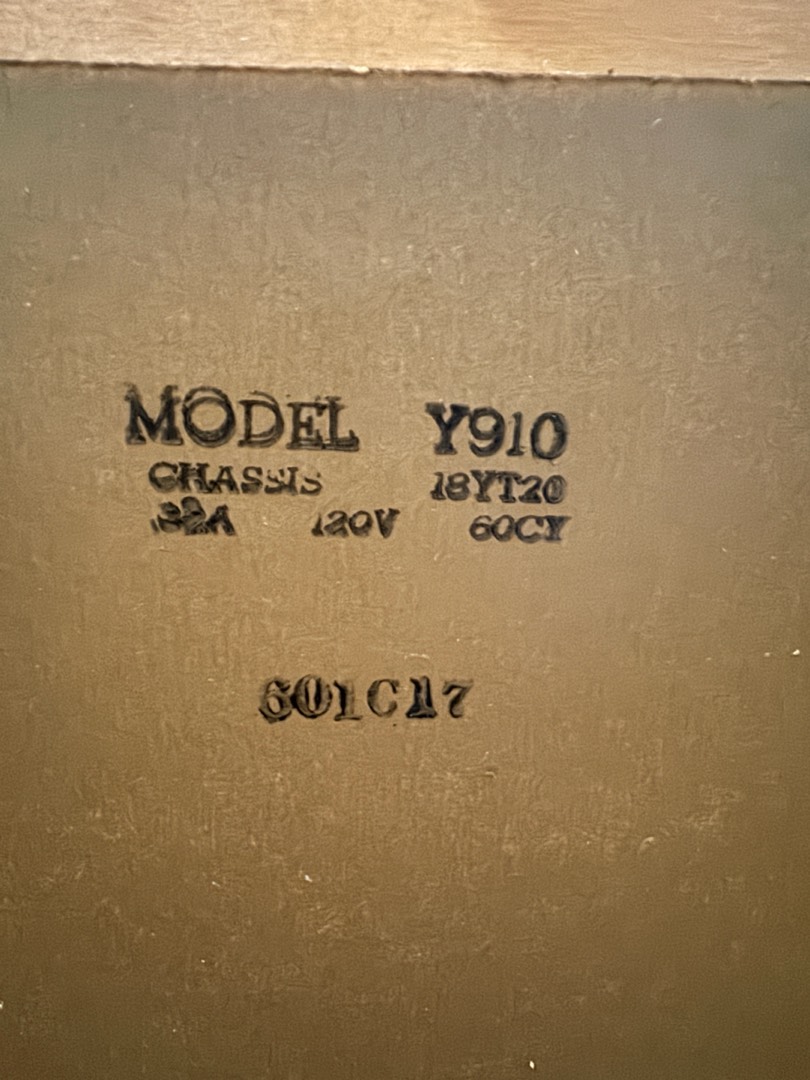 MODEL Y910
CHASSIS 18YT20
.32A 120V 60CY
601C17